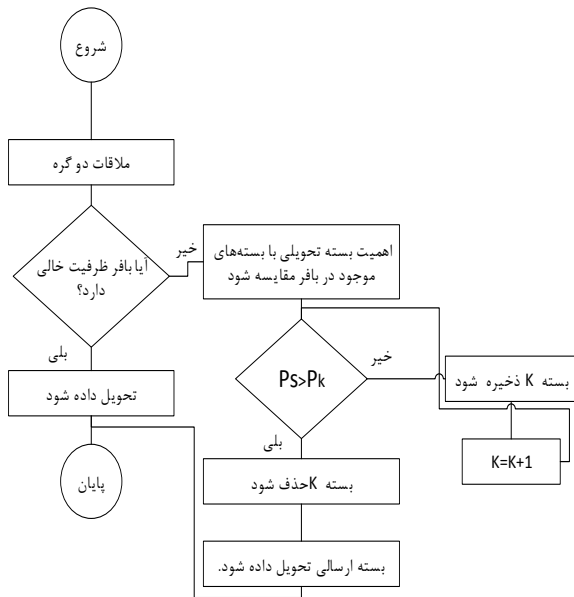 شروع
ملاقات دو گره
آیا بافر ظرفیت خالی
دارد؟
خیر
اهمیت بسته تحویلی با بسته‌های
موجود در بافر مقایسه شود
بلی
تحویل داده شود
پایان
Ps>Pk
خیر
بسته K ذخیره شود
K=K+1
بلی
بسته K حذف شود
بسته ارسالی تحویل داده شود.